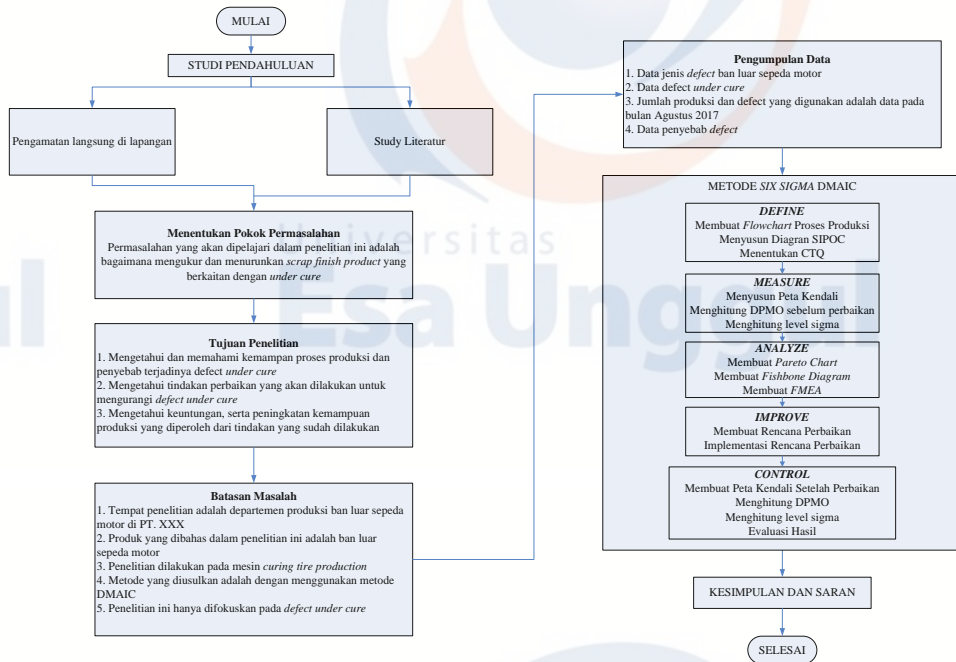 MULAI
STUDI PENDAHULUAN
Pengamatan langsung di lapangan
Study Literatur
Menentukan Pokok Permasalahan
Permasalahan yang akan dipelajari dalam penelitian ini adalah
bagaimana mengukur dan menurunkan scrap finish product yang
berkaitan dengan under cure
Tujuan Penelitian
1. Mengetahui dan memahami kemampan proses produksi dan
penyebab terjadinya defect under cure
2. Mengetahui tindakan perbaikan yang akan dilakukan untuk
mengurangi defect under cure
3. Mengetahui keuntungan, serta peningkatan kemampuan
produksi yang diperoleh dari tindakan yang sudah dilakukan
Batasan Masalah
1. Tempat penelitian adalah departemen produksi ban luar sepeda
motor di PT. XXX
2. Produk yang dibahas dalam penelitian ini adalah ban luar
sepeda motor
3. Penelitian dilakukan pada mesin curing tire production
4. Metode yang diusulkan adalah dengan menggunakan metode
DMAIC
5. Penelitian ini hanya difokuskan pada defect under cure
Pengumpulan Data
1. Data jenis defect ban luar sepeda motor
2. Data defect under cure
3. Jumlah produksi dan defect yang digunakan adalah data pada
bulan Agustus 2017
4. Data penyebab defect
METODE SIX SIGMA DMAIC
DEFINE
Membuat Flowchart Proses Produksi
Menyusun Diagran SIPOC
Menentukan CTQ
MEASURE
Menyusun Peta Kendali
Menghitung DPMO sebelum perbaikan
Menghitung level sigma
ANALYZE
Membuat Pareto Chart
Membuat Fishbone Diagram
Membuat FMEA
IMPROVE
Membuat Rencana Perbaikan
Implementasi Rencana Perbaikan
CONTROL
Membuat Peta Kendali Setelah Perbaikan
Menghitung DPMO
Menghitung level sigma
Evaluasi Hasil
KESIMPULAN DAN SARAN
SELESAI
Universitas
Esa Unggul
ul